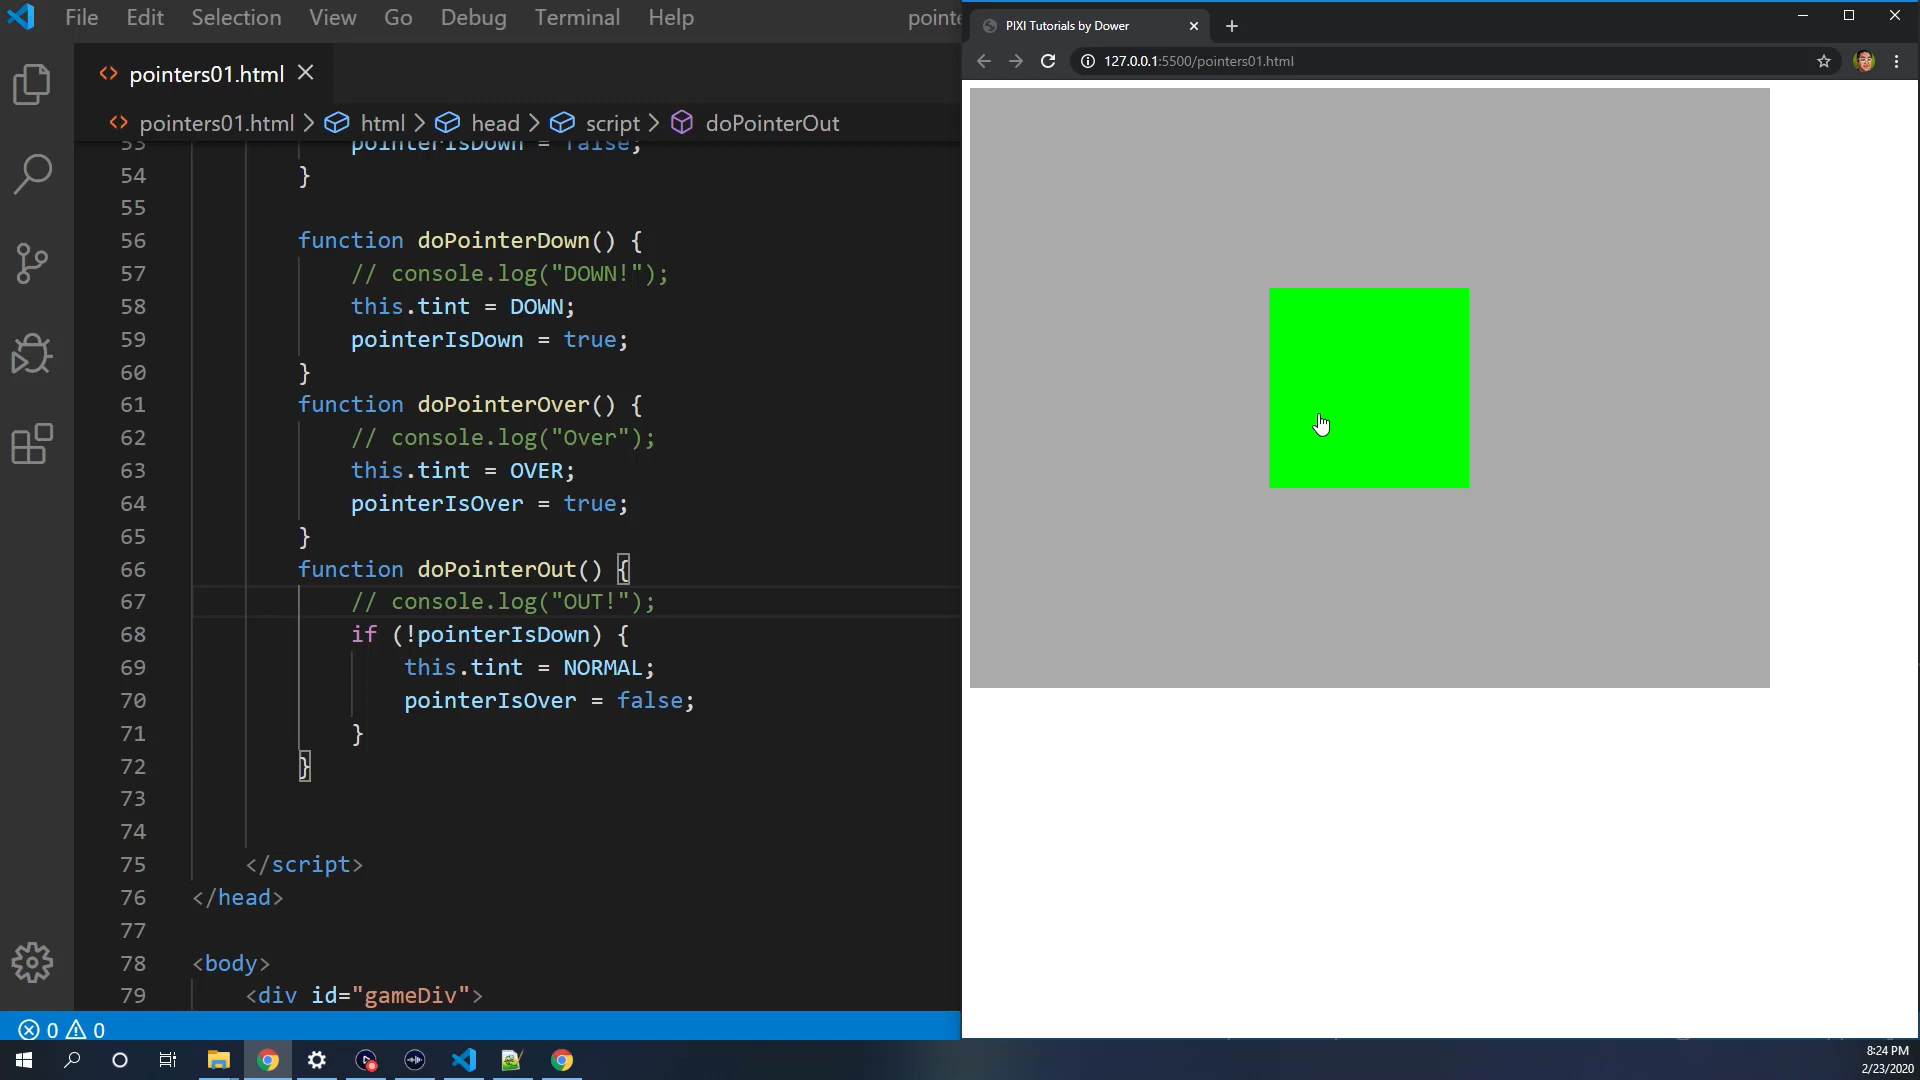 File Edit Selection View Go Debug Terminal Help pointe
pointers01.html
pointers01.html > html > head > script > doPointerOut
53 pointerIsDown = false;
54 }
55
56 function doPointerDown() {
57 // console.log("DOWN!");
58 this.tint = DOWN;
59 pointerIsDown = true;
60 }
61 function doPointerOver() {
62 // console.log("Over");
63 this.tint = OVER;
64 pointerIsOver = true;
65 }
66 function doPointerOut() {
67 // console.log("OUT!");
68 if (!pointerIsDown) {
69 this.tint = NORMAL;
70 pointerIsOver = false;
71 }
72 }
73
74
75 </script>
76 </head>
77
78 <body>
79 <div id="gameDiv">
0 0
PIXI Tutorials by Dower
127.0.0.1:5500/pointers01.html
8:24 PM
2/23/2020